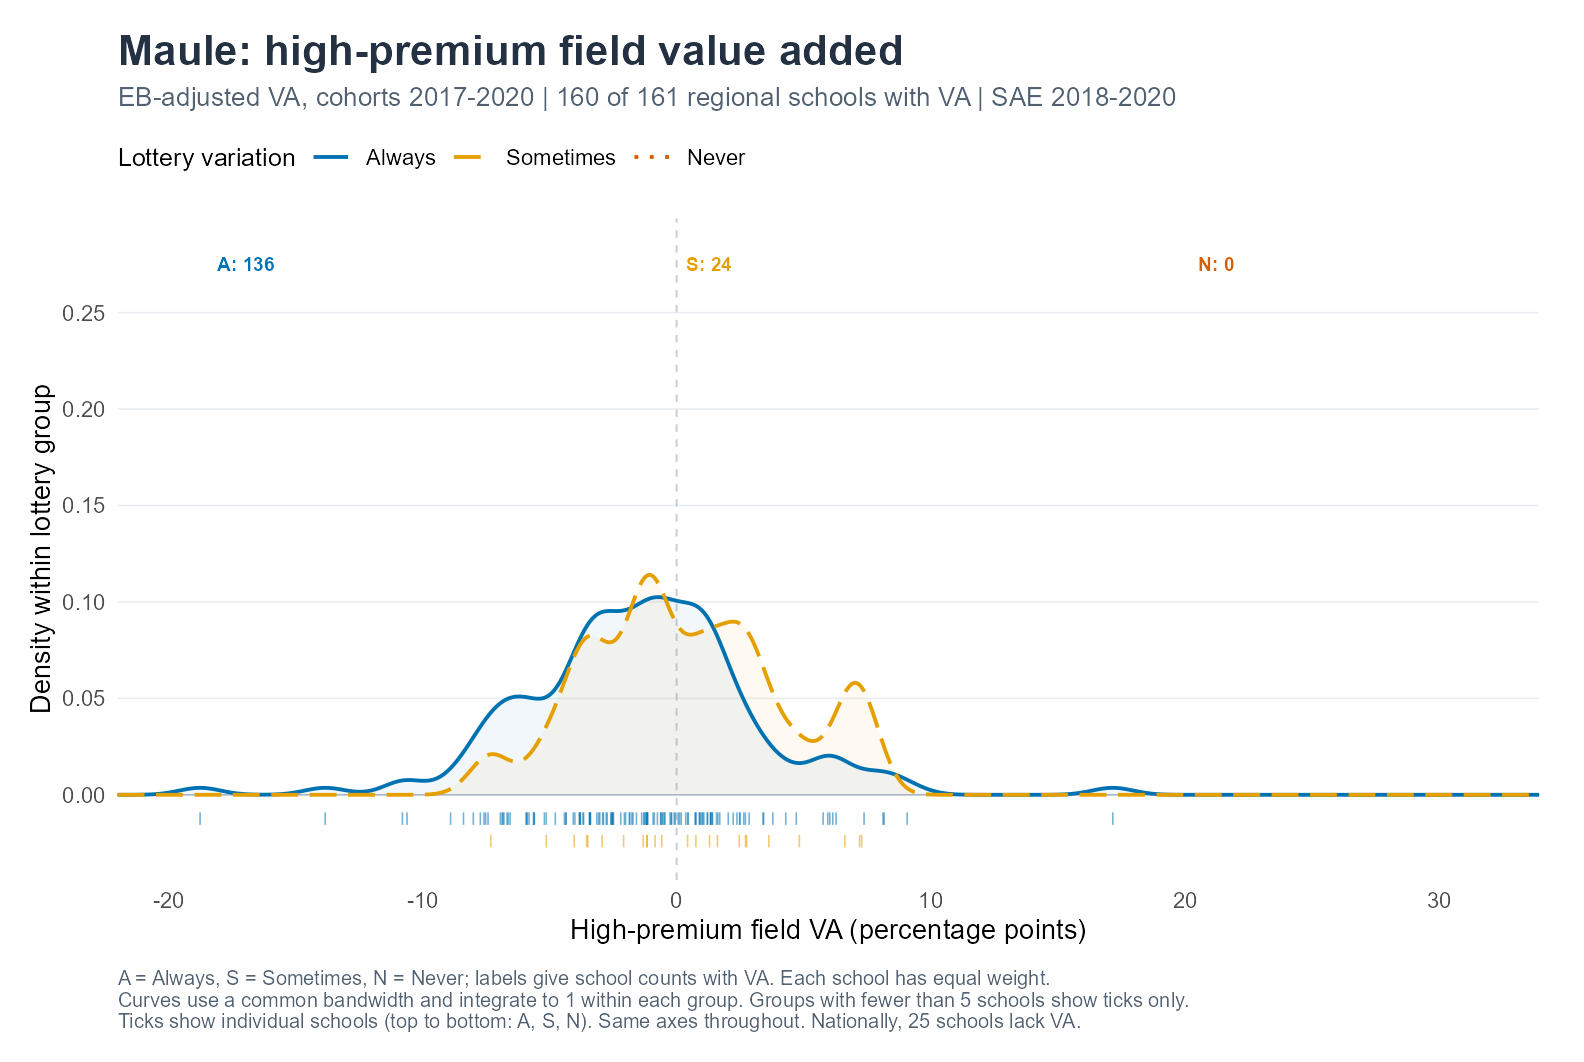 Maule: high-premium field value added
EB-adjusted VA, cohorts 2017-2020 | 160 of 161 regional schools with VA | SAE 2018-2020
Lottery variation Always Sometimes Never
A: 136 S: 24 N: 0
0.25
0.20
0.15
0.10
0.05
0.00
Density within lottery group
-20 -10 0 10 20 30
High-premium field VA (percentage points)
A = Always, S = Sometimes, N = Never; labels give school counts with VA. Each school has equal weight.
Curves use a common bandwidth and integrate to 1 within each group. Groups with fewer than 5 schools show ticks only.
Ticks show individual schools (top to bottom: A, S, N). Same axes throughout. Nationally, 25 schools lack VA.